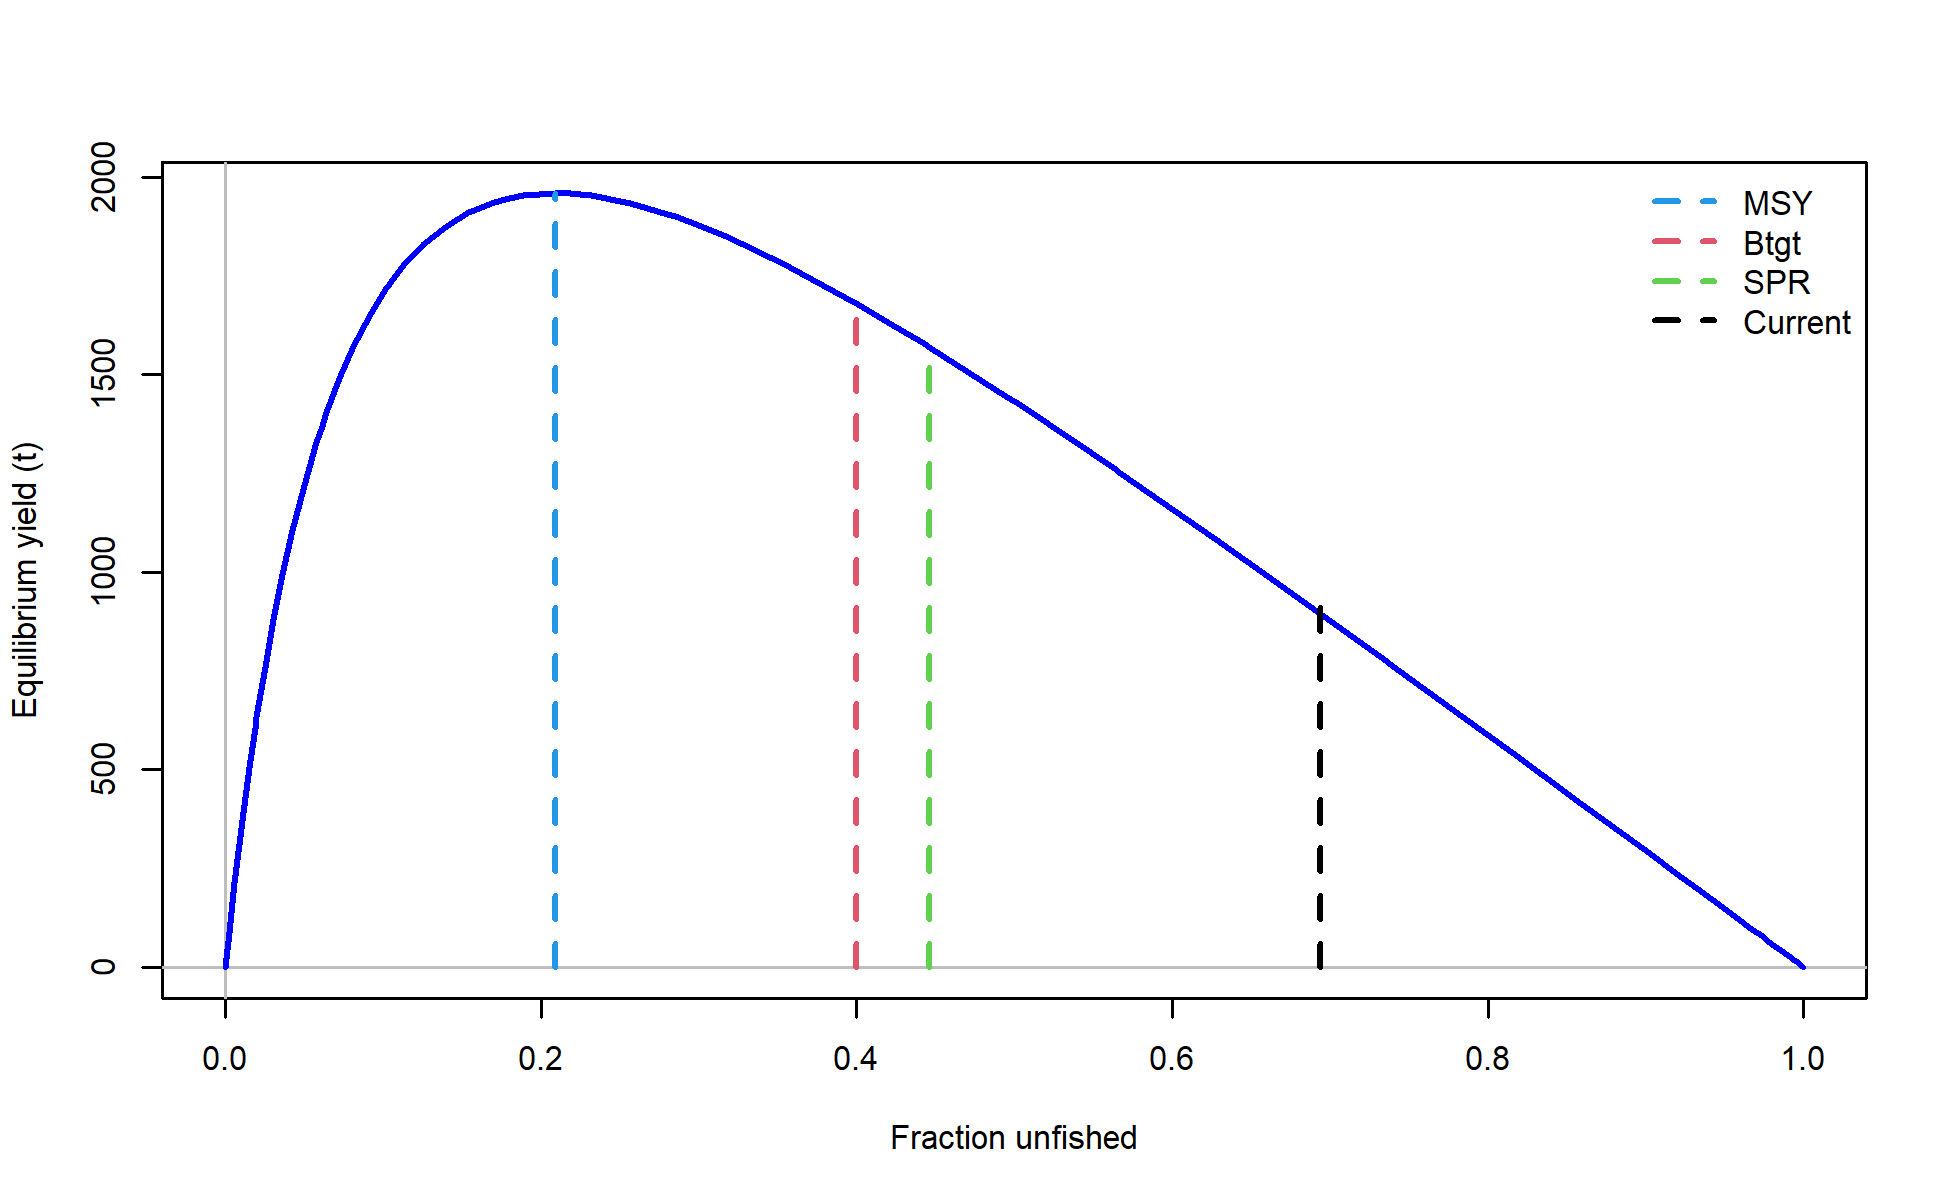 Equilibrium yield (t)
2000
1500
1000
500
0
MSY
Btgt
SPR
Current
0.0 0.2 0.4 0.6 0.8 1.0
Fraction unfished